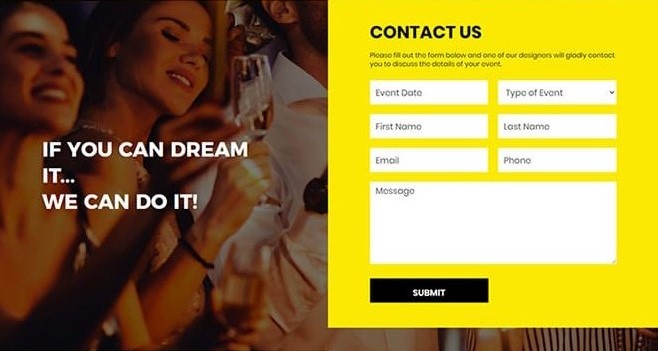 IF YOU CAN DREAM
IT...
WE CAN DO IT!
CONTACT US
Please fill out the form below and one of our designers will gladly contact
you to discuss the details of your event.
Event Date
Type of Event
First Name
Last Name
Email
Phone
Message
SUBMIT